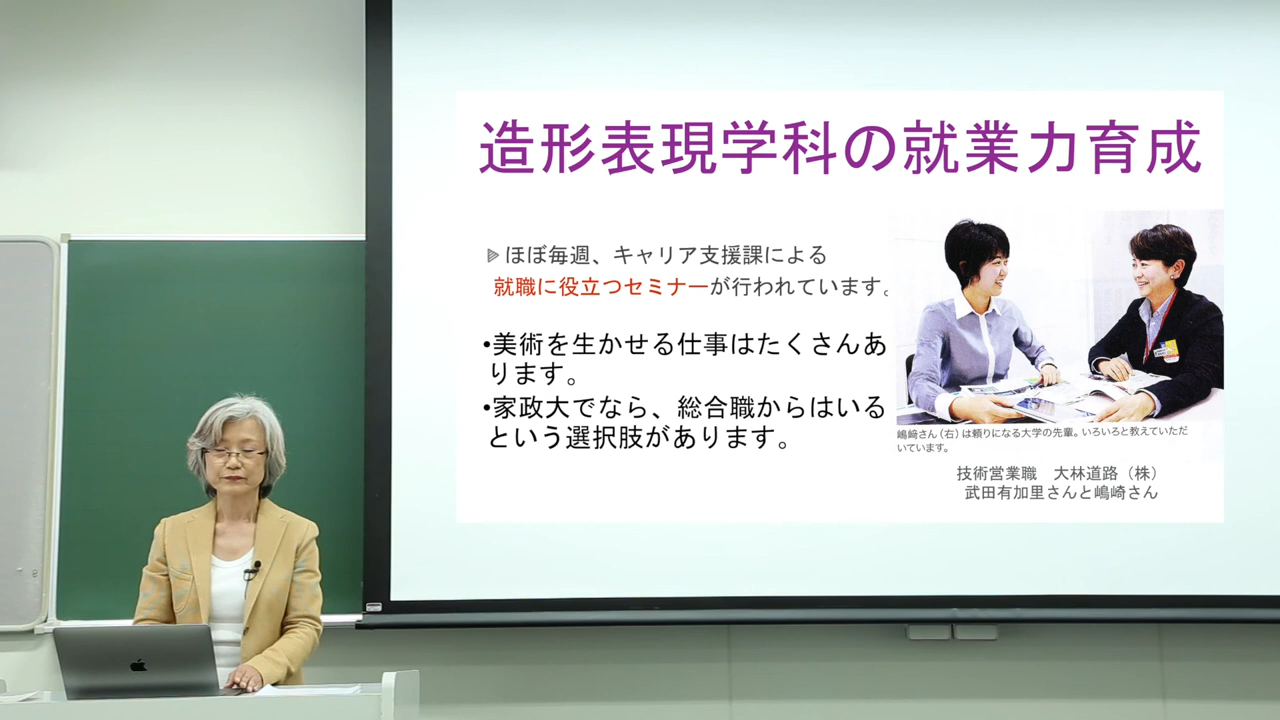 造形表現学科の就業力育成
ほぼ毎週、キャリア支援課による
就職に役立つセミナーが行われています。
•美術を生かせる仕事はたくさんあ
ります。
•家政大でなら、総合職からはいる
という選択肢があります。
嶋﨑さん（右）は頼りになる大学の先輩。いろいろと教えていただ
いています。
技術営業職　大林道路（株）
武田有加里さんと嶋崎さん